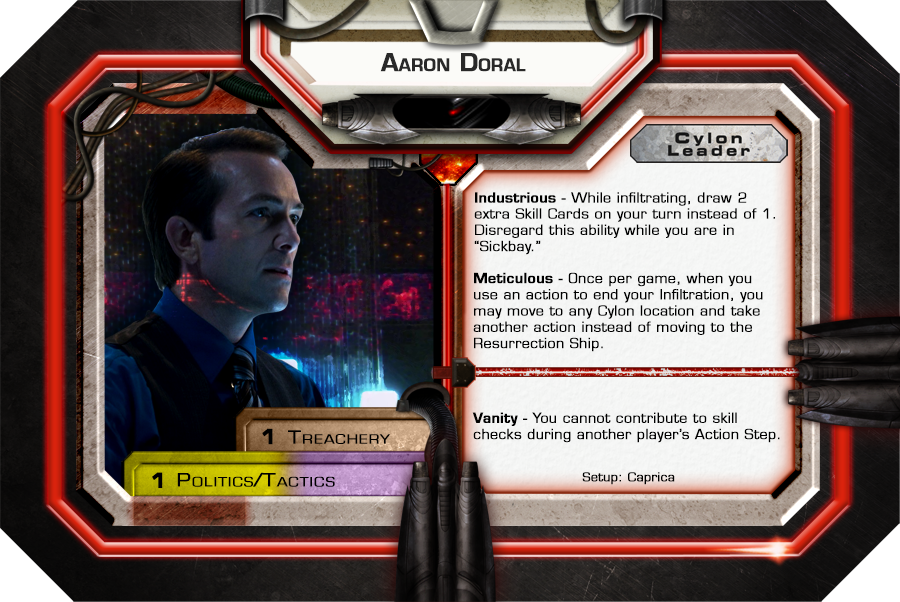 Aaron Doral
Cylon
Leader
Industrious - While infiltrating, draw 2
extra Skill Cards on your turn instead of 1.
Disregard this ability while you are in
"Sickbay."
Meticulous - Once per game, when you
use an action to end your Infiltration, you
may move to any Cylon location and take
another action instead of moving to the
Resurrection Ship.
Vanity - You cannot contribute to skill
checks during another player's Action Step.
Setup: Caprica
1 Treachery
1 Politics/Tactics